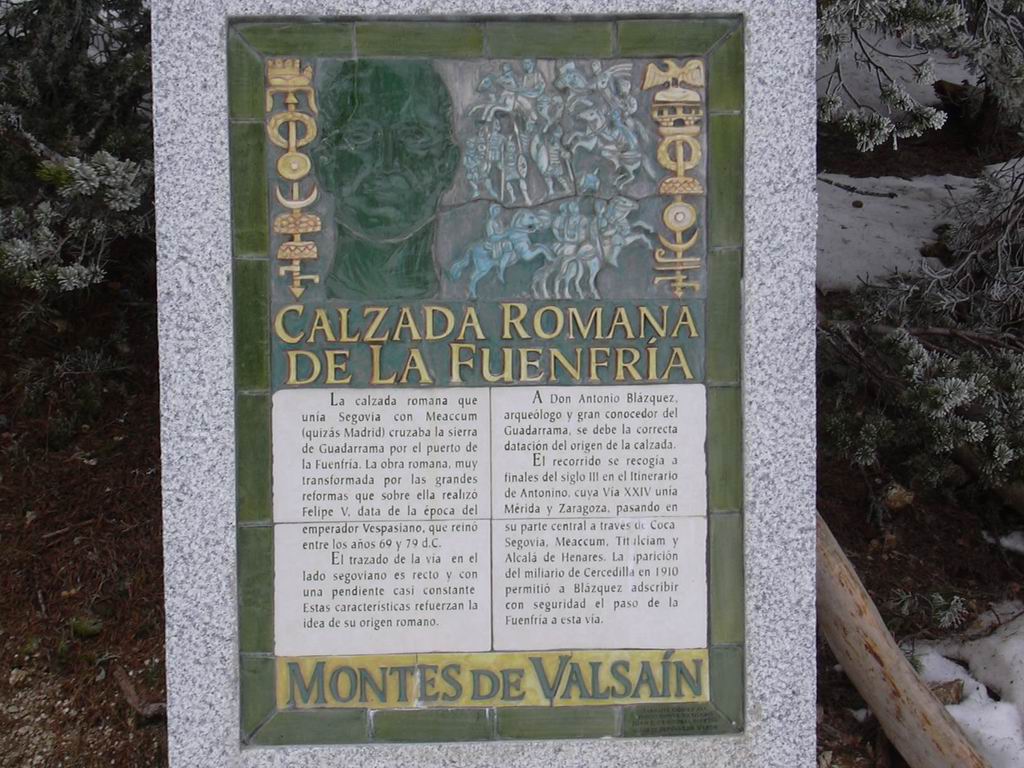 CALZADA ROMANA
DE LA FUENFRÍA
La calzada romana que
unía Segovia con Meaccum
(quizás Madrid) cruzaba la sierra
de Guadarrama por el puerto de
la Fuenfría. La obra romana, muy
transformada por las grandes
reformas que sobre ella realizó
Felipe V, data de la época del
emperador Vespasiano, que reinó
entre los años 69 y 79 d.C.
El trazado de la vía en el
lado segoviano es recto y con
una pendiente casi constante
Estas características refuerzan la
idea de su origen romano.
A Don Antonio Blázquez,
arqueólogo y gran conocedor del
Guadarrama, se debe la correcta
datación del origen de la calzada.
El recorrido se recogía a
finales del siglo III en el Itinerario
de Antonino, cuya Vía XXIV unía
Mérida y Zaragoza, pasando en
su parte central a través de Coca
Segovia, Meaccum, Titulciam y
Alcalá de Henares. La aparición
del miliario de Cercedilla en 1910
permitió a Blázquez adscribir
con seguridad el paso de la
Fuenfría a esta vía.
MONTES DE VALSAÍN